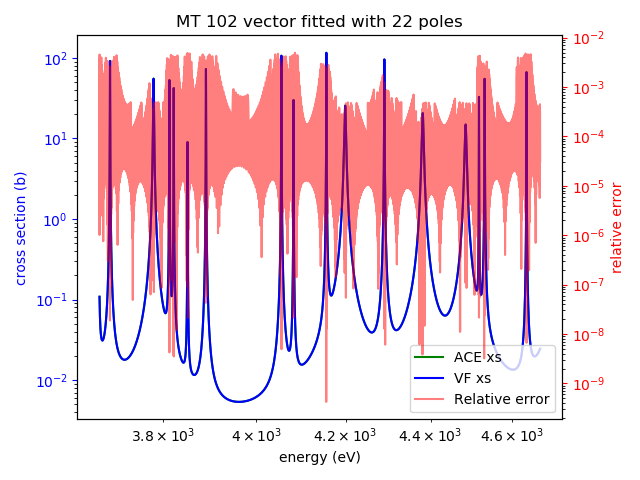 MT 102 vector fitted with 22 poles
cross section (b)
10²
10¹
10⁰
10⁻¹
10⁻²
10⁻²
10⁻³
10⁻⁴
10⁻⁵
10⁻⁶
10⁻⁷
10⁻⁸
10⁻⁹
relative error
ACE xs
VF xs
Relative error
3.8 × 10³ 4 × 10³ 4.2 × 10³ 4.4 × 10³ 4.6 × 10³
energy (eV)